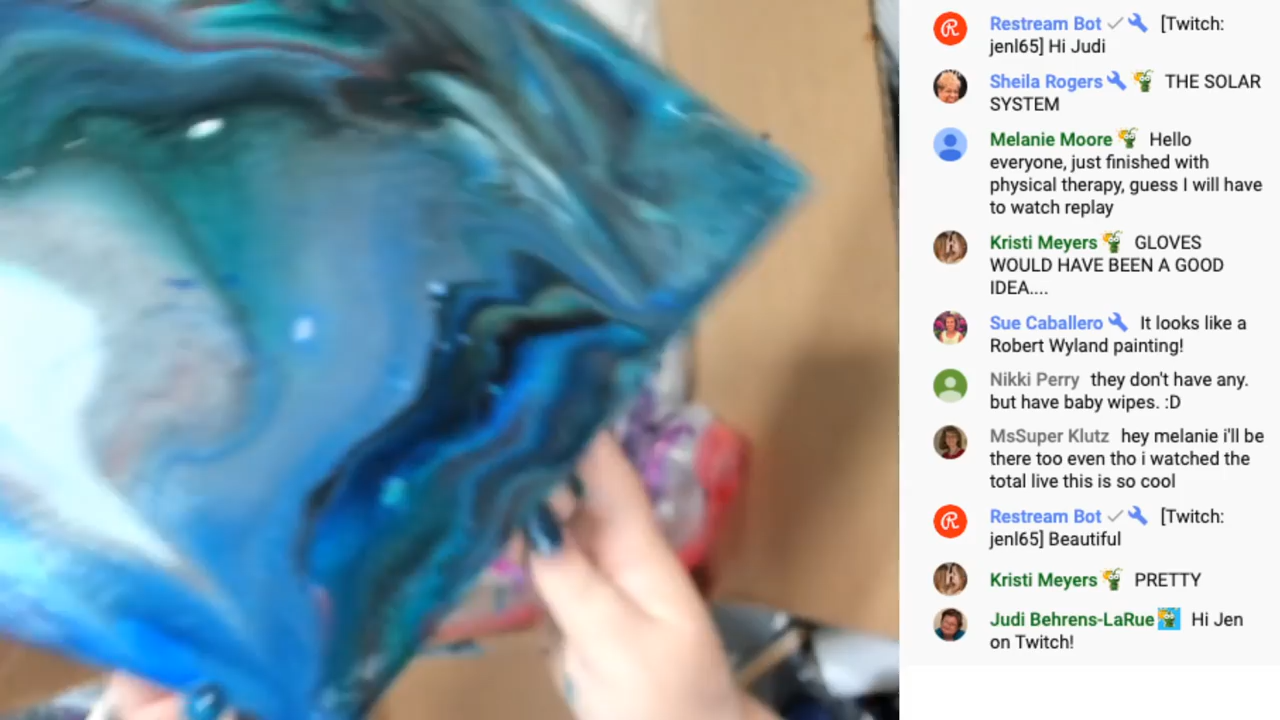 Restream Bot [Twitch:
jenl65] Hi Judi
Sheila Rogers THE SOLAR
SYSTEM
Melanie Moore Hello
everyone, just finished with
physical therapy, guess I will have
to watch replay
Kristi Meyers GLOVES
WOULD HAVE BEEN A GOOD
IDEA....
Sue Caballero It looks like a
Robert Wyland painting!
Nikki Perry they don't have any.
but have baby wipes. :D
MsSuper Klutz hey melanie i'll be
there too even tho i watched the
total live this is so cool
Restream Bot [Twitch:
jenl65] Beautiful
Kristi Meyers PRETTY
Judi Behrens-LaRue Hi Jen
on Twitch!